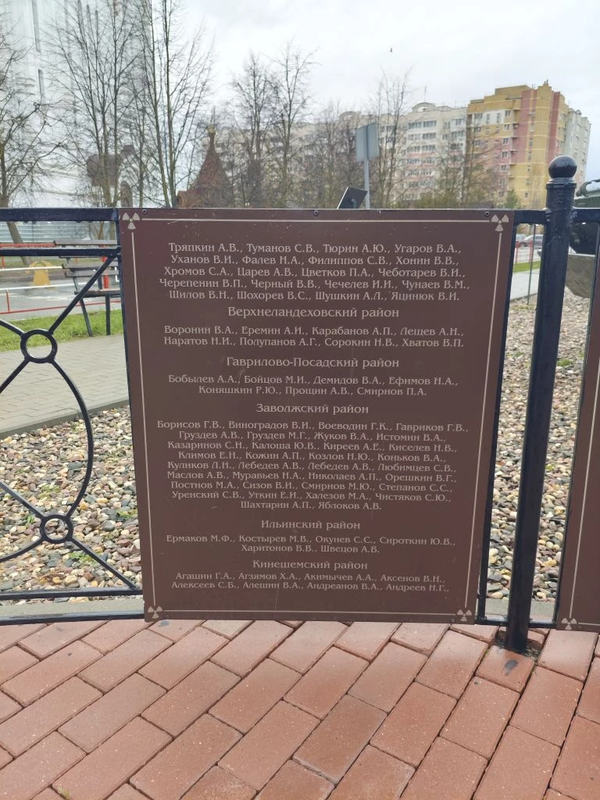 Тряпкин А.В., Туманов С.В., Тюрин А.Ю., Угаров В.А.,
Уханов В.И., Фалев Н.А., Филиппов С.В., Хонин В.В.,
Хромов С.А., Царев А.В., Цветков П.А., Чеботарев В.И.,
Черепенин В.П., Черный В.В., Чечелев И.И., Чунаев В.М.,
Шилов В.Н., Шохорев В.С., Шушкин А.Л., Яцинюк В.И.
Верхнеландеховский район
Воронин В.А., Еремин А.Н., Карабанов А.П., Лещев А.Н.,
Наратов Н.И., Полупанов А.Г., Сорокин Н.В., Хватов В.П.
Гаврилово-Посадский район
Бобылев А.А., Бойцов М.И., Демидов В.А., Ефимов Н.А.,
Коняшкин Р.Ю., Прощин А.В., Смирнов П.А.
Заволжский район
Борисов Г.В., Виноградов В.И., Воеводин Г.К., Гавриков Г.В.,
Груздев А.В., Груздев М.Г., Жуков В.А., Истомин В.А.,
Казаринов С.Н., Калоша Ю.В., Киреев А.Е., Киселев Н.В.,
Климов Е.Н., Кожин А.П., Козлов Н.Ю., Коньков В.А.,
Куликов Л.Н., Лебедев А.В., Лебедев А.В., Любимцев С.В.,
Маслов А.В., Муравьев Н.А., Николаев А.П., Орешкин В.Г.,
Постнов М.А., Сизов В.И., Смирнов М.Ю., Степанов С.С.,
Уренский С.В., Уткин Е.Н., Халезов М.А., Чистяков С.Ю.,
Шахтарин А.П., Яблоков А.В.
Ильинский район
Ермаков М.Ф., Костырев М.В., Окунев С.С., Сироткин Ю.В.,
Харитонов В.В., Швецов А.В.
Кинешемский район
Агашин Г.А., Агзямов Х.А., Акимычев А.А., Аксенов В.Н.,
Алексеев С.Б., Алешин В.А., Андреанов В.А., Андреев Н.Г.,